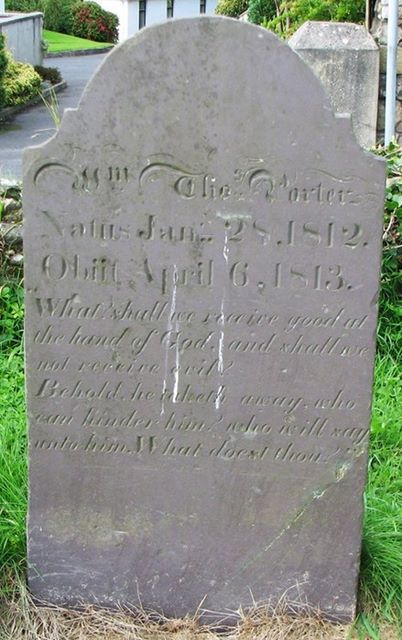 Wm Thos Porter
Natus Jany 28, 1812.
Obiit April 6, 1813.
What, shall we receive good at
the hand of God, and shall we
not receive evil?
Behold, he taketh away, who
can hinder him? who will say
unto him, What doest thou?